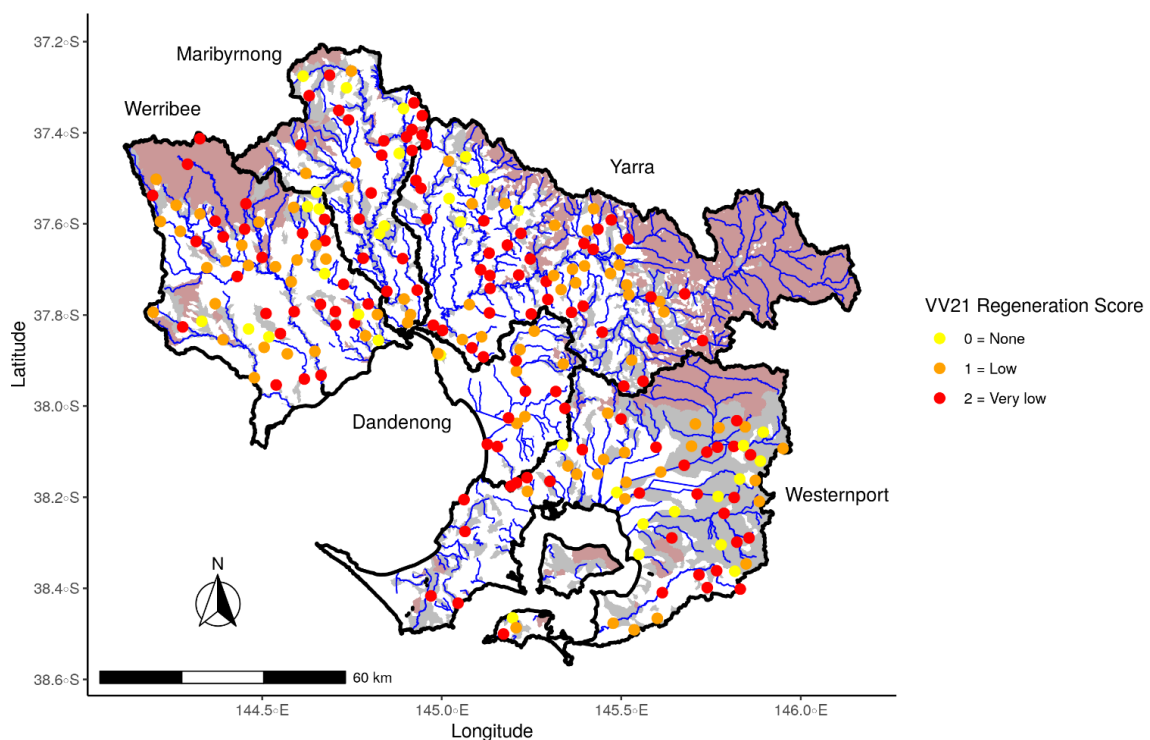 37.2◦S
37.4◦S
37.6◦S
37.8◦S
38.0◦S
38.2◦S
38.4◦S
38.6◦S
Latitude
Maribyrnong
Werribee
Yarra
Dandenong
Westernport
N
60 km
144.5◦E
145.0◦E
145.5◦E
146.0◦E
Longitude
VV21 Regeneration Score
0 = None
1 = Low
2 = Very low